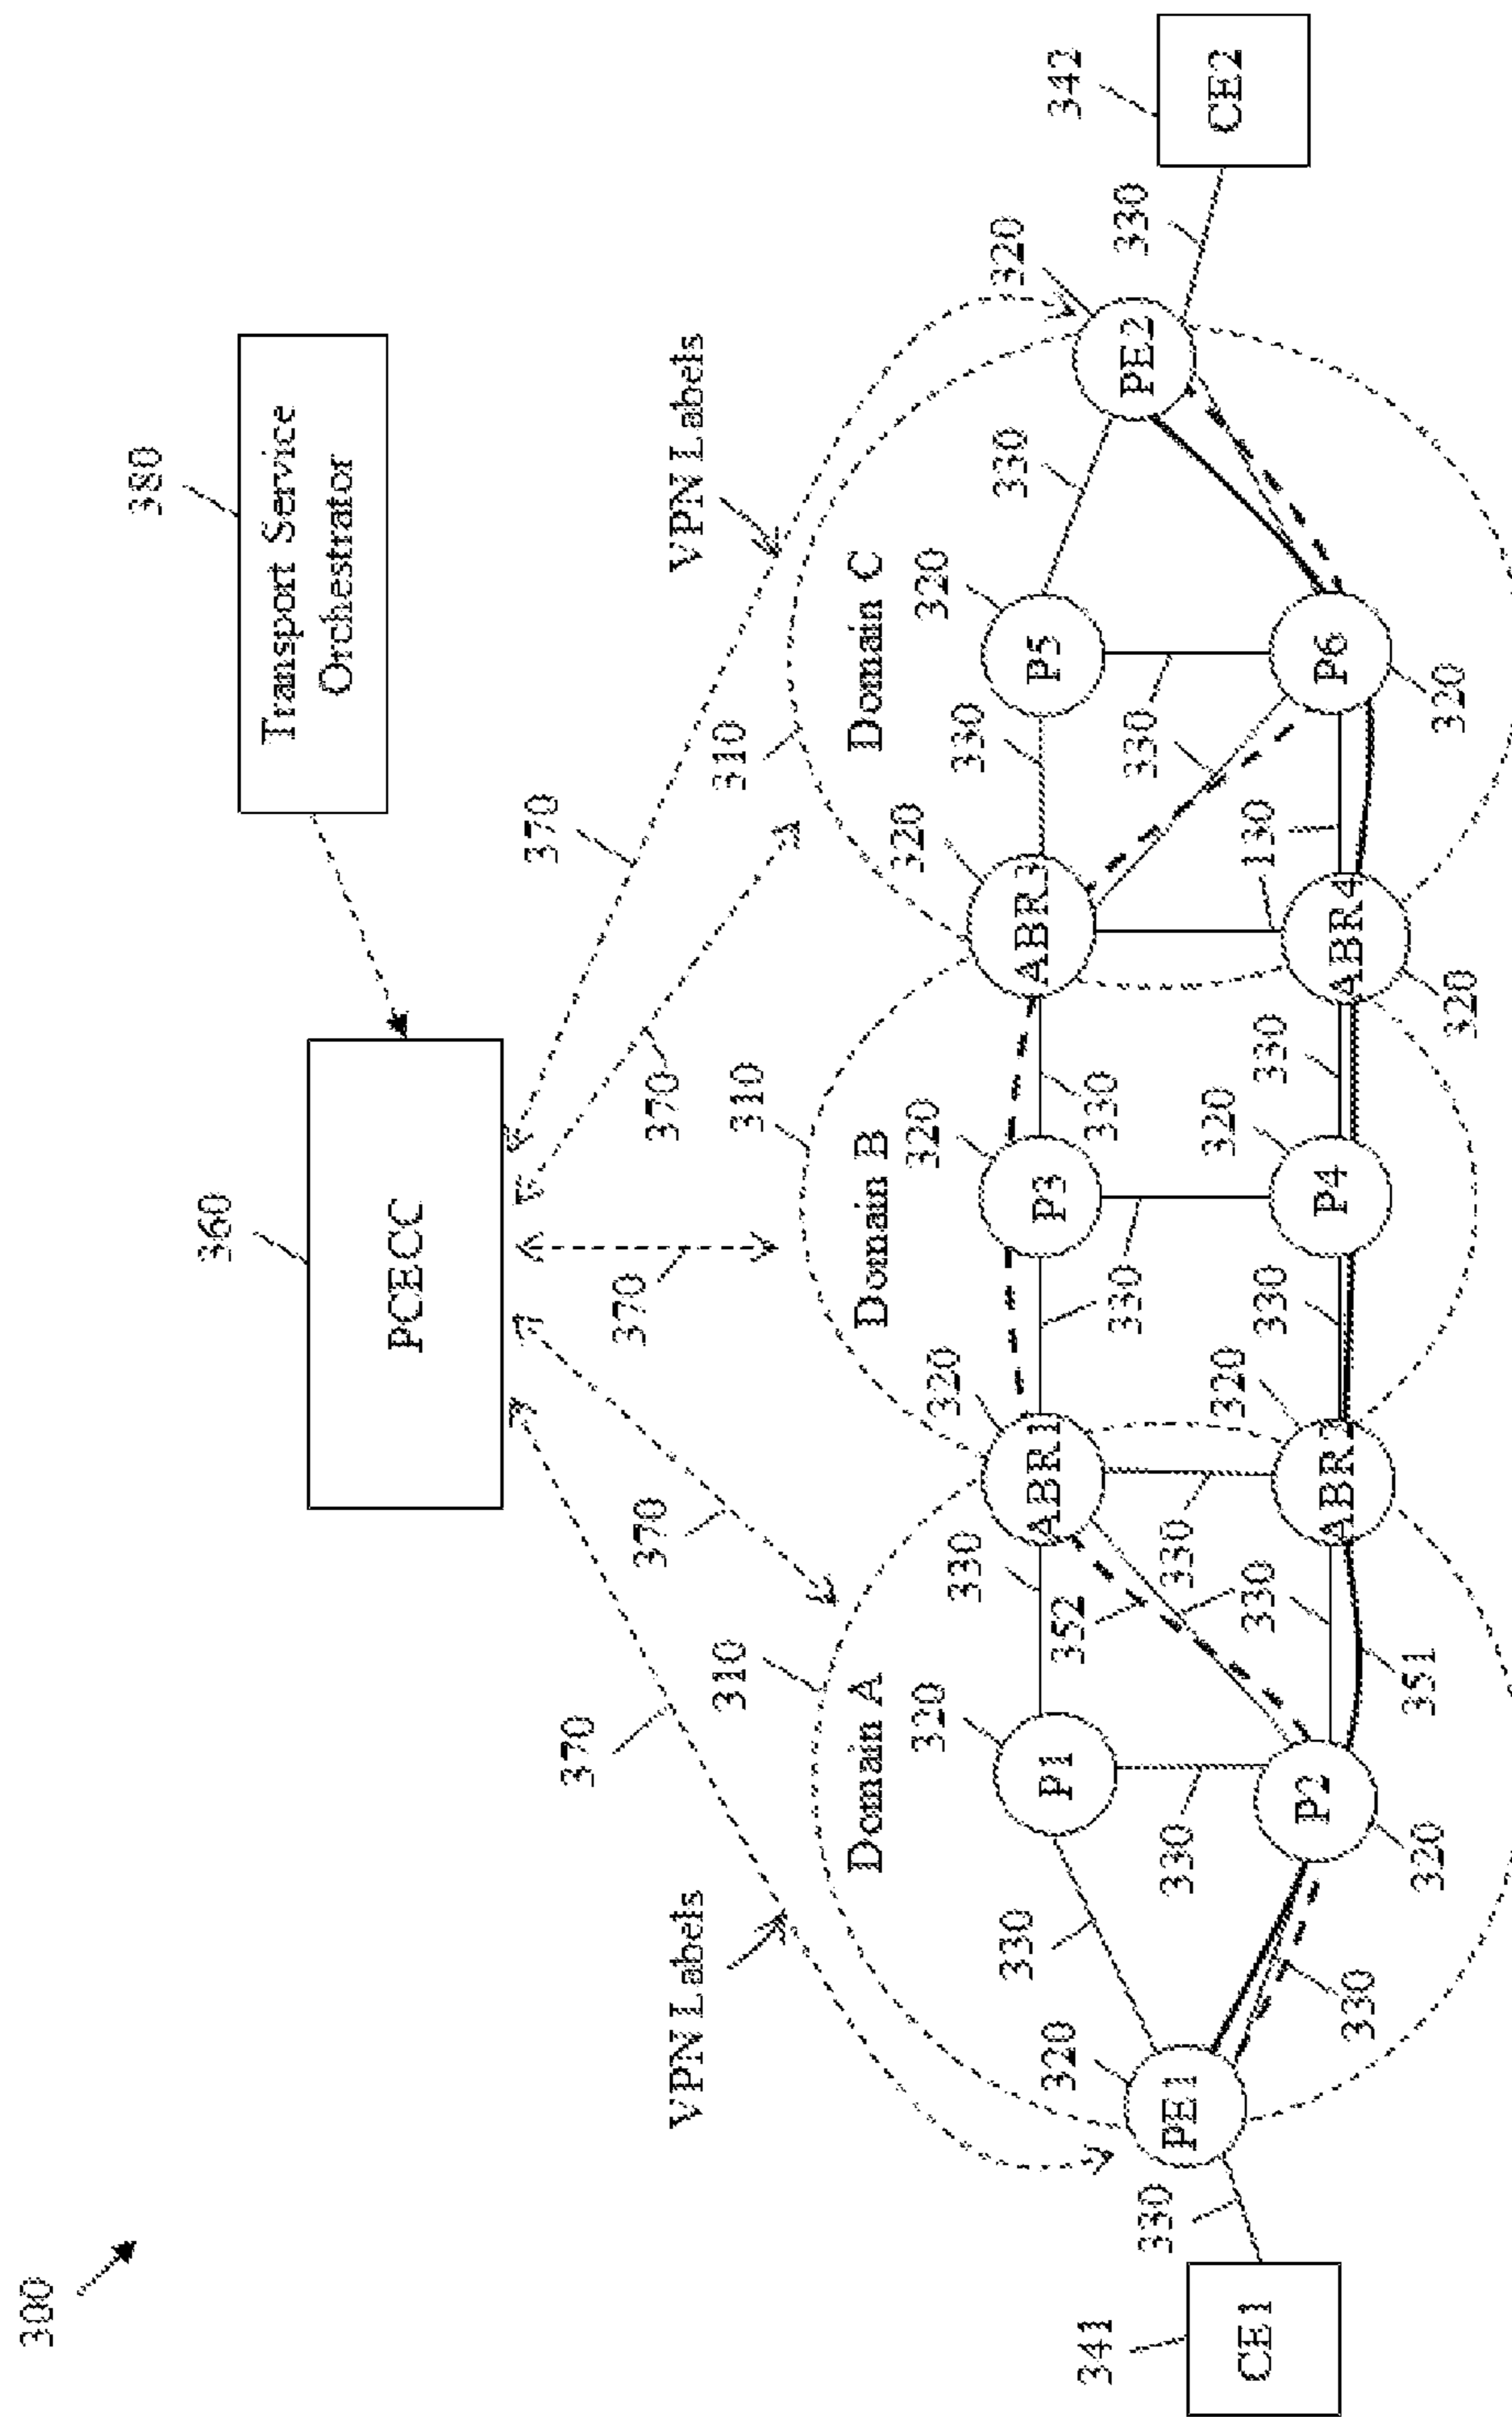 300
380
Transport Service
Orchestrator
360
PCECC
370
370
370
370
370
VPN Labels
VPN Labels
310
310
310
Domain A
Domain B
Domain C
320
330
320
320
320
330
320
330
320
342
330
P1
352
ABR1
P3
ABR3
P5
320
330
330
330
341
330
PE1
330
330
330
PE2
CE2
330
320
330
320
330
130
CE1
P2
ABR2
P4
ABR4
P6
330
320
351
320
320